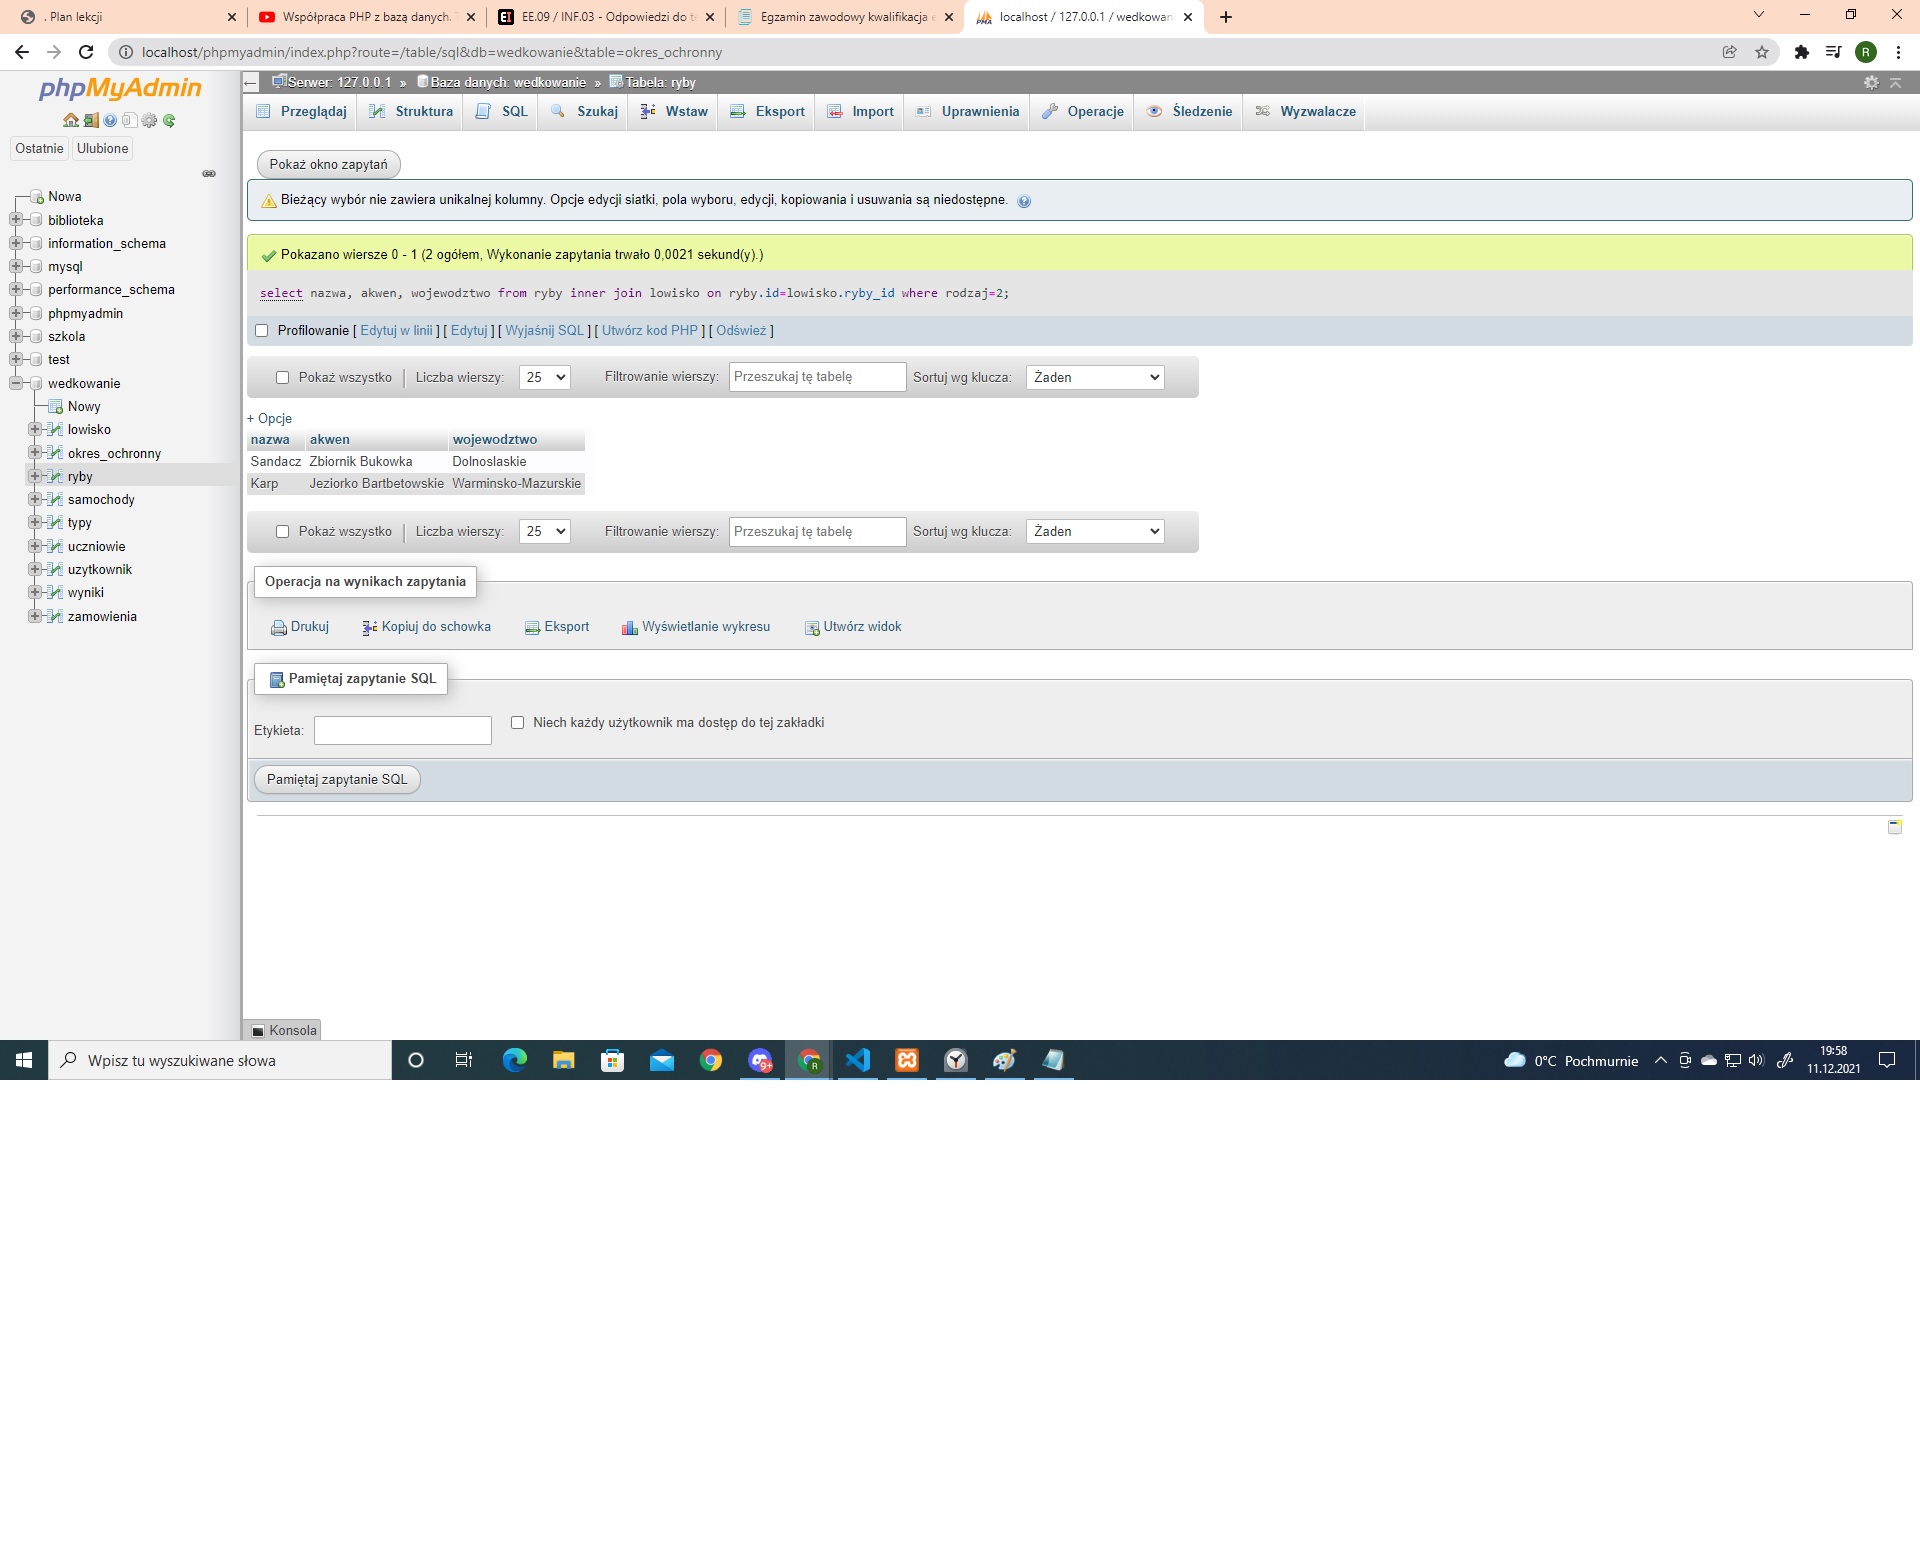 . Plan lekcji
Współpraca PHP z bazą danych.
EE.09 / INF.03 - Odpowiedzi do
Egzamin zawodowy kwalifikacja
localhost / 127.0.0.1 / wedkowan
localhost/phpmyadmin/index.php?route=/table/sql&db=wedkowanie&table=okres_ochronny
R
phpMyAdmin
Ostatnie Ulubione
Nowa
biblioteka
information_schema
mysql
performance_schema
phpmyadmin
szkola
test
wedkowanie
Nowy
lowisko
okres_ochronny
ryby
samochody
typy
uczniowie
uzytkownik
wyniki
zamowienia
Serwer: 127.0.0.1 » Baza danych: wedkowanie » Tabela: ryby
Przeglądaj Struktura SQL Szukaj Wstaw Eksport Import Uprawnienia Operacje Śledzenie Wyzwalacze
Pokaż okno zapytań
Bieżący wybór nie zawiera unikalnej kolumny. Opcje edycji siatki, pola wyboru, edycji, kopiowania i usuwania są niedostępne.
Pokazano wiersze 0 - 1 (2 ogółem, Wykonanie zapytania trwało 0,0021 sekund(y).)
select nazwa, akwen, wojewodztwo from ryby inner join lowisko on ryby.id=lowisko.ryby_id where rodzaj=2;
Profilowanie [ Edytuj w linii ] [ Edytuj ] [ Wyjaśnij SQL ] [ Utwórz kod PHP ] [ Odśwież ]
Pokaż wszystko | Liczba wierszy: 25 Filtrowanie wierszy: Przeszukaj tę tabelę Sortuj wg klucza: Żaden
+ Opcje
nazwa akwen wojewodztwo
Sandacz Zbiornik Bukowka Dolnoslaskie
Karp Jeziorko Bartbetowskie Warminsko-Mazurskie
Pokaż wszystko | Liczba wierszy: 25 Filtrowanie wierszy: Przeszukaj tę tabelę Sortuj wg klucza: Żaden
Operacja na wynikach zapytania
Drukuj Kopiuj do schowka Eksport Wyświetlanie wykresu Utwórz widok
Pamiętaj zapytanie SQL
Etykieta: Niech każdy użytkownik ma dostęp do tej zakładki
Pamiętaj zapytanie SQL
Konsola
Wpisz tu wyszukiwane słowa
9+
R
0°C Pochmurnie
19:58
11.12.2021